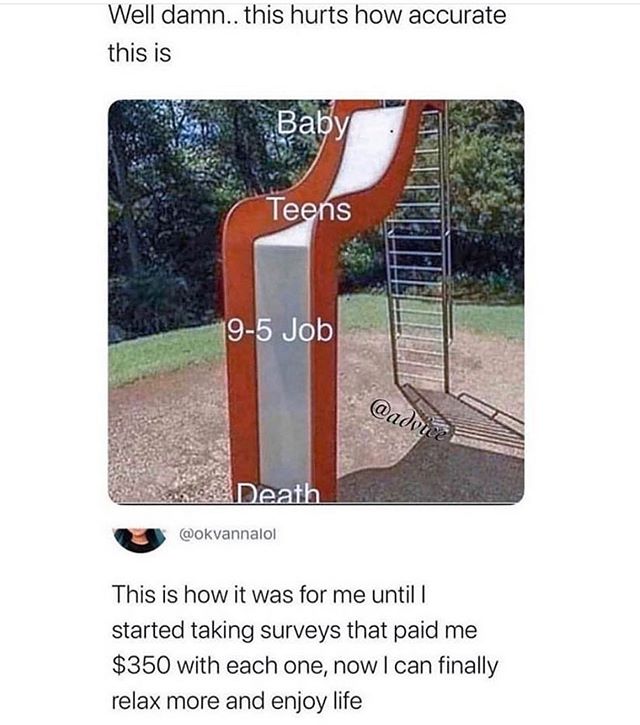 Well damn.. this hurts how accurate
this is
Baby
Teens
9-5 Job
@advice
Death
@okvannalol
This is how it was for me until I
started taking surveys that paid me
$350 with each one, now I can finally
relax more and enjoy life